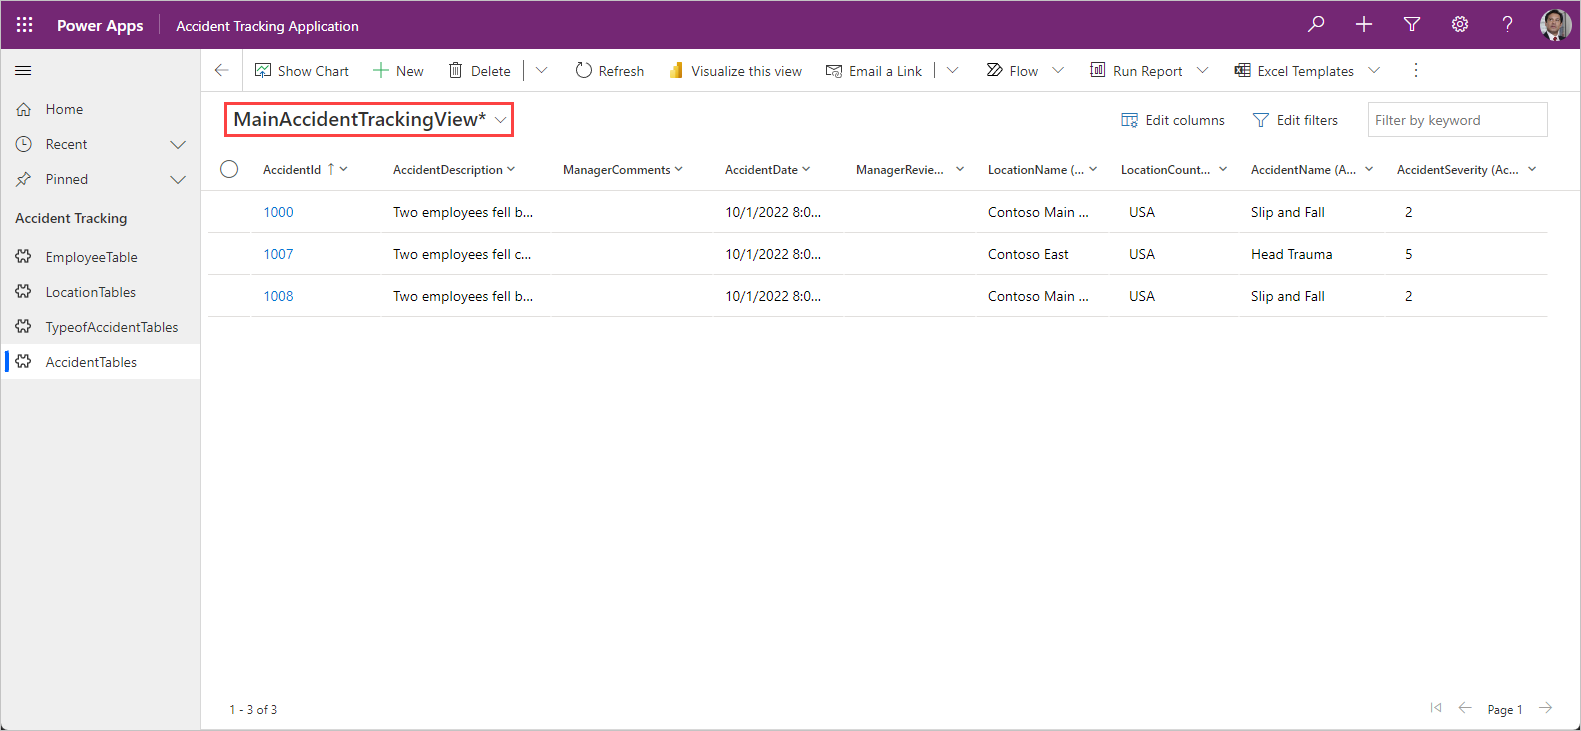 Power Apps Accident Tracking Application ?
Show Chart New Delete Refresh Visualize this view Email a Link Flow Run Report Excel Templates
Home
Recent
Pinned
Accident Tracking
EmployeeTable
LocationTables
TypeofAccidentTables
AccidentTables
MainAccidentTrackingView* Edit columns Edit filters Filter by keyword
AccidentId ↑ AccidentDescription ManagerComments AccidentDate ManagerRevie... LocationName (... LocationCount... AccidentName (A... AccidentSeverity (Ac...
1000 Two employees fell b... 10/1/2022 8:0... Contoso Main ... USA Slip and Fall 2
1007 Two employees fell c... 10/1/2022 8:0... Contoso East USA Head Trauma 5
1008 Two employees fell b... 10/1/2022 8:0... Contoso Main ... USA Slip and Fall 2
1 - 3 of 3 Page 1